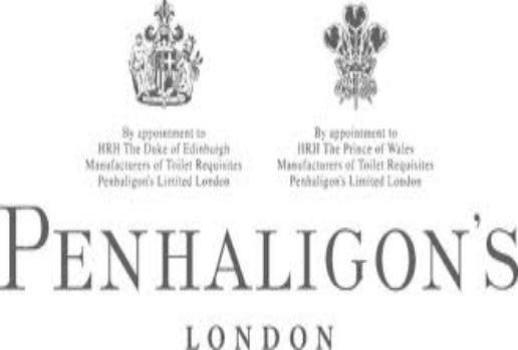 By appointment to
HRH The Duke of Edinburgh
Manufacturers of Toilet Requisites
Penhaligon's Limited London
By appointment to
HRH The Prince of Wales
Manufacturers of Toilet Requisites
Penhaligon's Limited London
PENHALIGON'S
LONDON